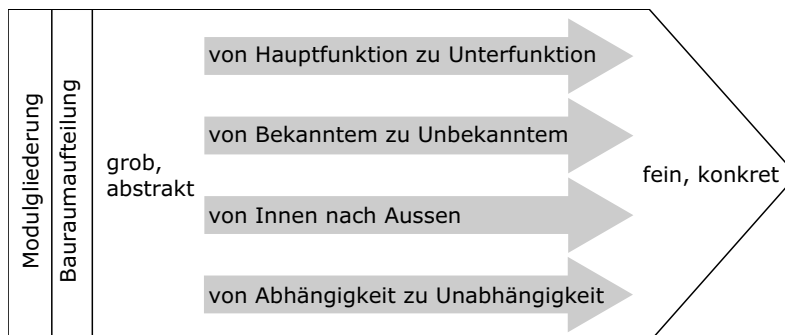 Modulgliederung
Bauraumaufteilung
grob,
abstrakt
von Hauptfunktion zu Unterfunktion
von Bekanntem zu Unbekanntem
von Innen nach Aussen
von Abhängigkeit zu Unabhängigkeit
fein, konkret